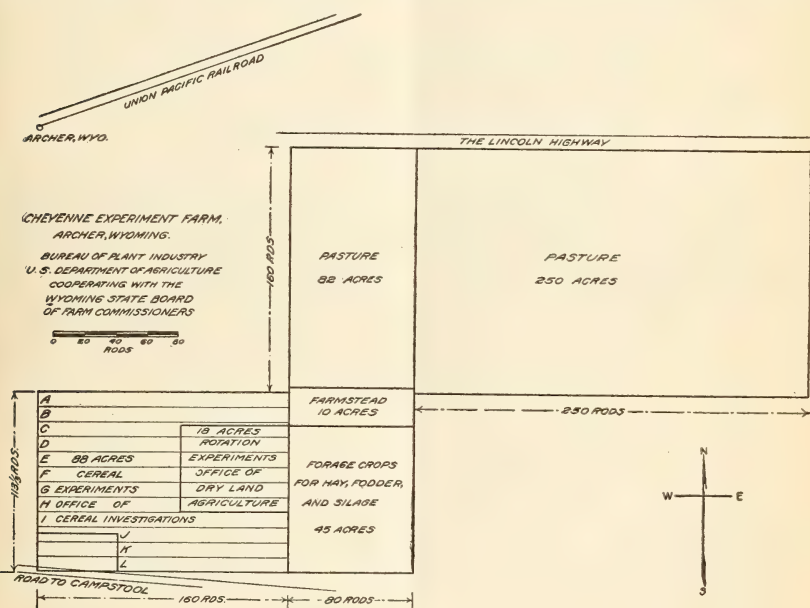 UNION PACIFIC RAILROAD
ARCHER, WYO.
THE LINCOLN HIGHWAY
CHEYENNE EXPERIMENT FARM,
ARCHER, WYOMING.
BUREAU OF PLANT INDUSTRY
U.S. DEPARTMENT OF AGRICULTURE
COOPERATING WITH THE
WYOMING STATE BOARD
OF FARM COMMISSIONERS
0 20 40 60 80
RODS
160 RDS
PASTURE
82 ACRES
PASTURE
250 ACRES
FARMSTEAD
10 ACRES
250 RODS
113⅓ RDS.
A
B
C
D
E 88 ACRES
F CEREAL
G EXPERIMENTS
H OFFICE OF
I CEREAL INVESTIGATIONS
J
K
L
18 ACRES
ROTATION
EXPERIMENTS
OFFICE OF
DRY LAND
AGRICULTURE
FORAGE CROPS
FOR HAY, FODDER,
AND SILAGE
45 ACRES
N
W E
S
ROAD TO CAMPSTOOL
160 RDS.
80 RODS